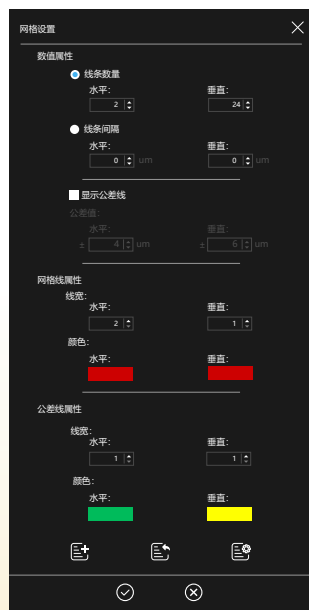 网格设置
数值属性
线条数量
水平: 垂直:
2 24
线条间隔
水平: 垂直:
0 um 0 um
显示公差线
公差值:
水平: 垂直:
± 4 um ± 6 um
网格线属性
线宽:
水平: 垂直:
2 1
颜色:
水平: 垂直:
公差线属性
线宽:
水平: 垂直:
1 1
颜色:
水平: 垂直: